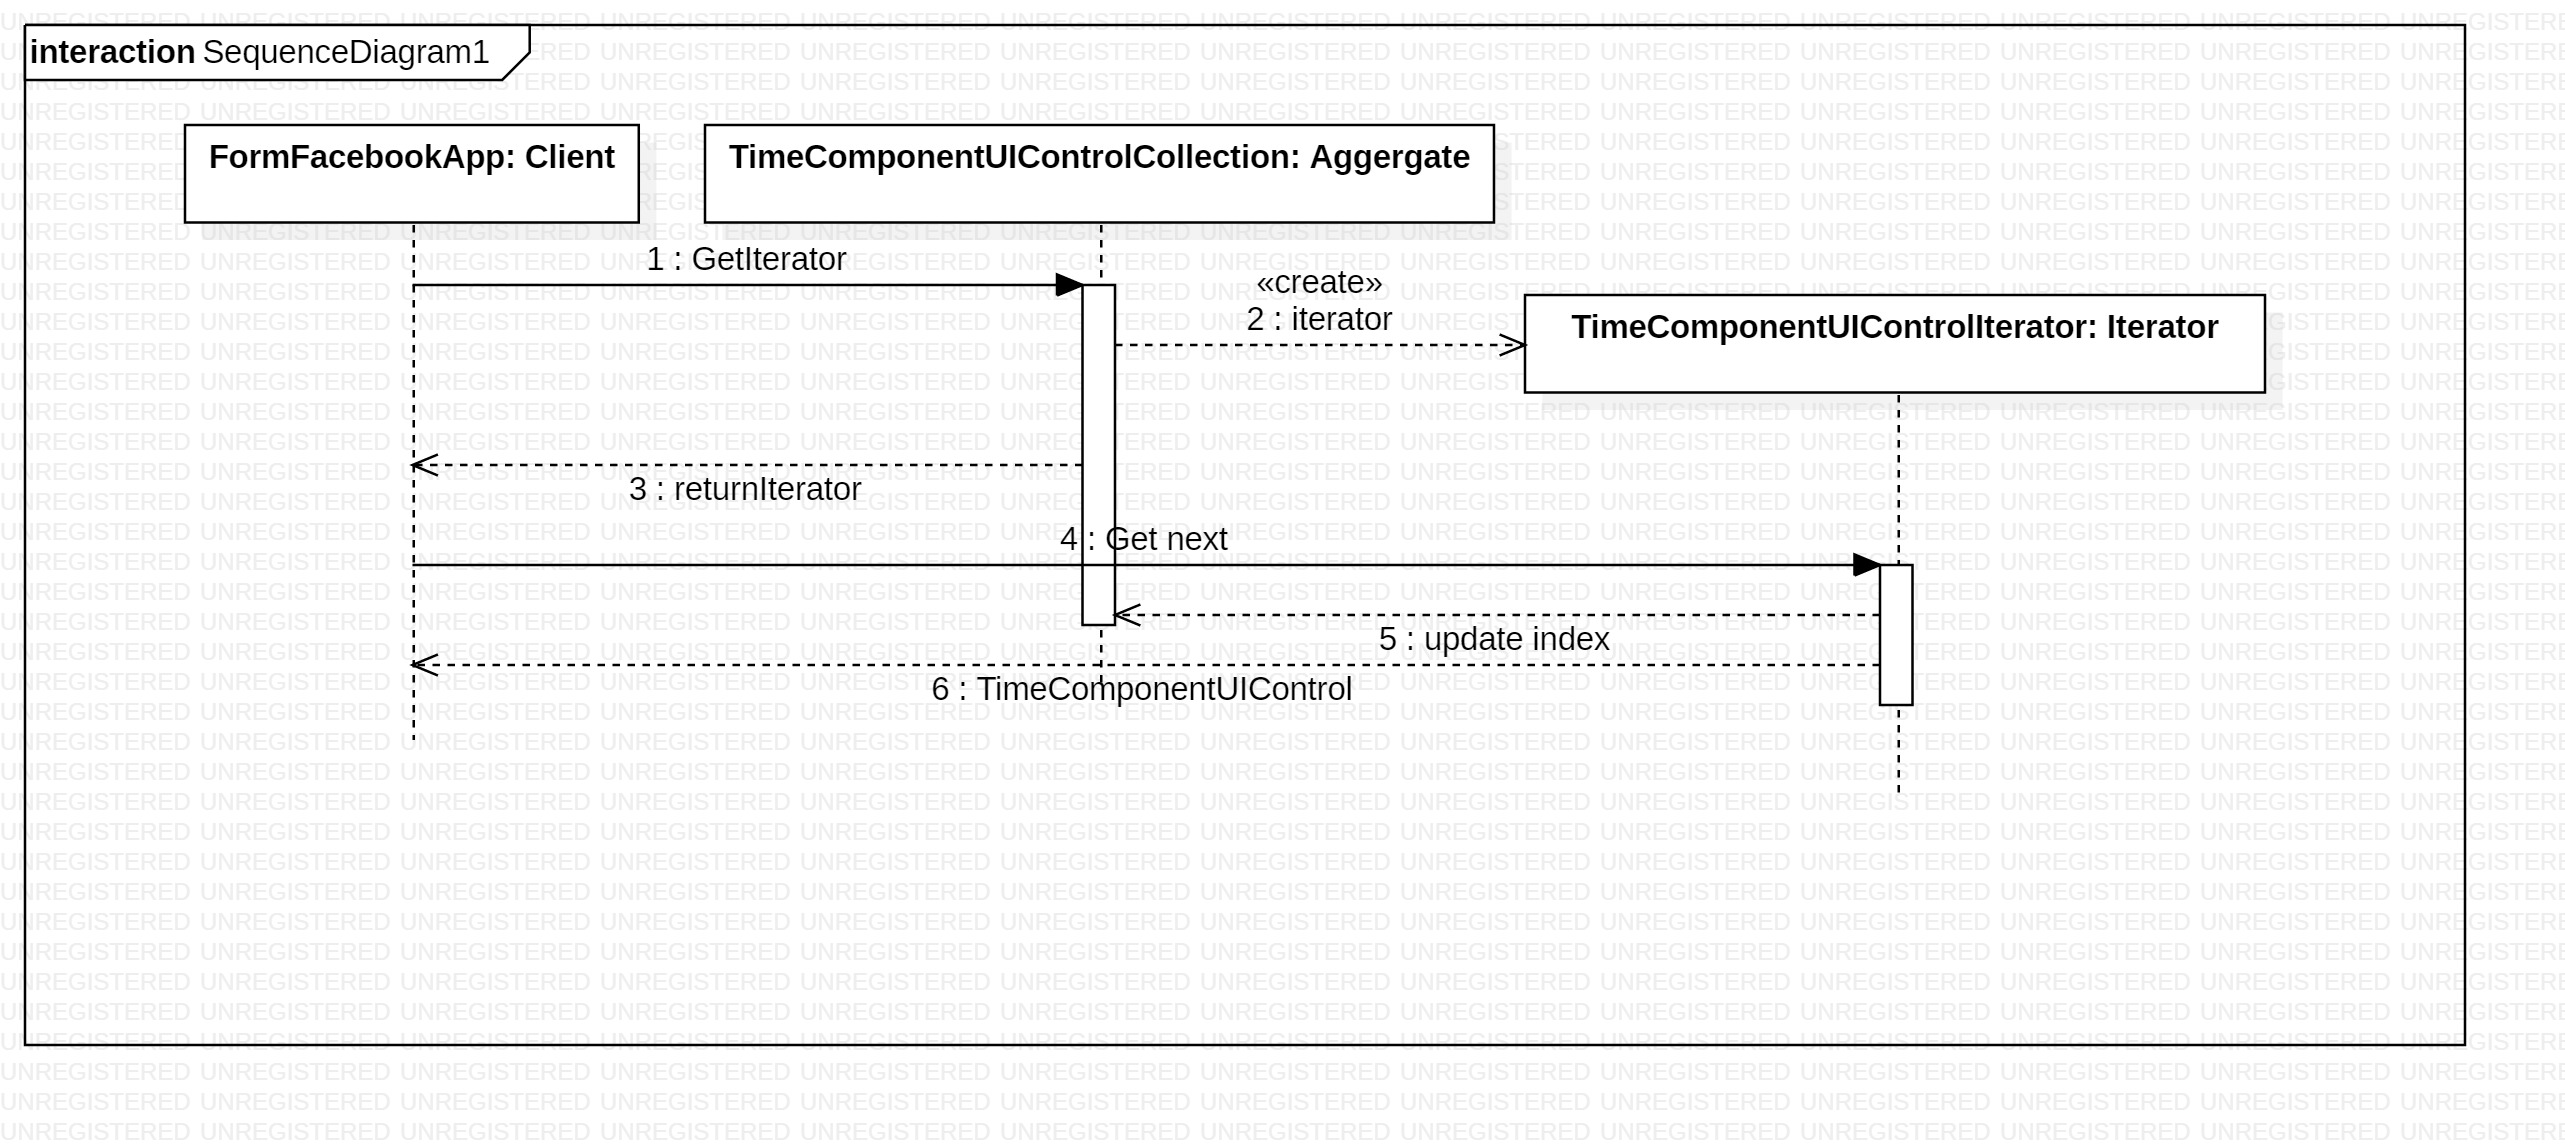 interaction SequenceDiagram1
FormFacebookApp: Client
TimeComponentUIControlCollection: Aggergate
1 : GetIterator
«create»
2 : iterator
TimeComponentUIControlIterator: Iterator
3 : returnIterator
4 : Get next
5 : update index
6 : TimeComponentUIControl